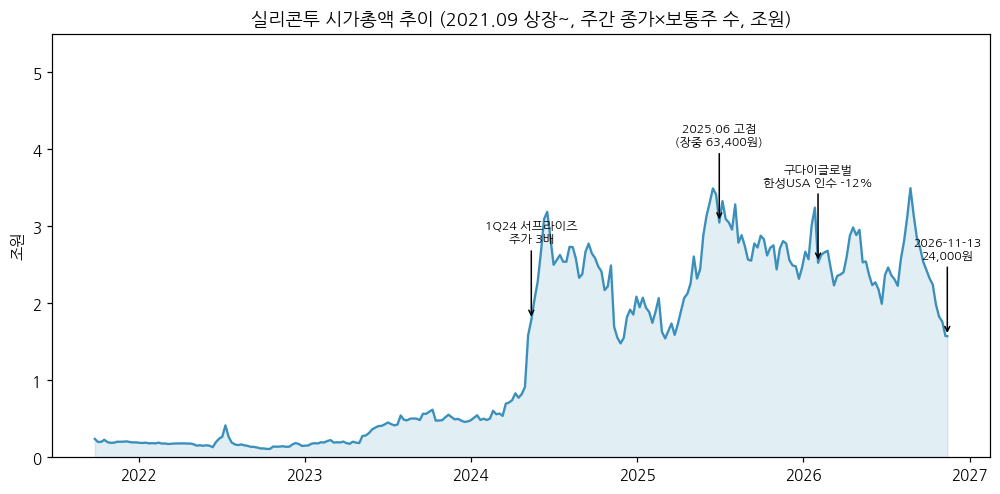 실리콘투 시가총액 추이 (2021.09 상장~, 주간 종가×보통주 수, 조원)
조원
5
4
3
2
1
0
2025.06 고점
(장중 63,400원)
구다이글로벌
한성USA 인수 -12%
1Q24 서프라이즈
주가 3배
2026-11-13
24,000원
2022
2023
2024
2025
2026
2027